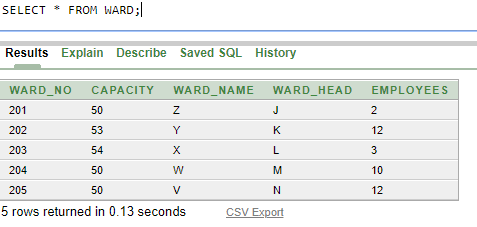 SELECT * FROM WARD;
Results Explain Describe Saved SQL History
WARD_NO CAPACITY WARD_NAME WARD_HEAD EMPLOYEES
201 50 Z J 2
202 53 Y K 12
203 54 X L 3
204 50 W M 10
205 50 V N 12
5 rows returned in 0.13 seconds CSV Export